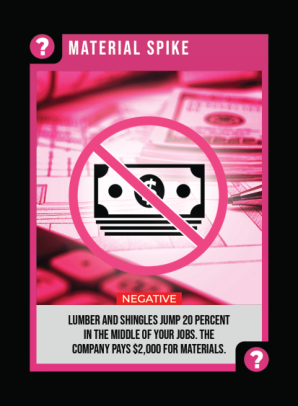 ?
MATERIAL SPIKE
$
NEGATIVE
LUMBER AND SHINGLES JUMP 20 PERCENT
IN THE MIDDLE OF YOUR JOBS. THE
COMPANY PAYS $2,000 FOR MATERIALS.
?